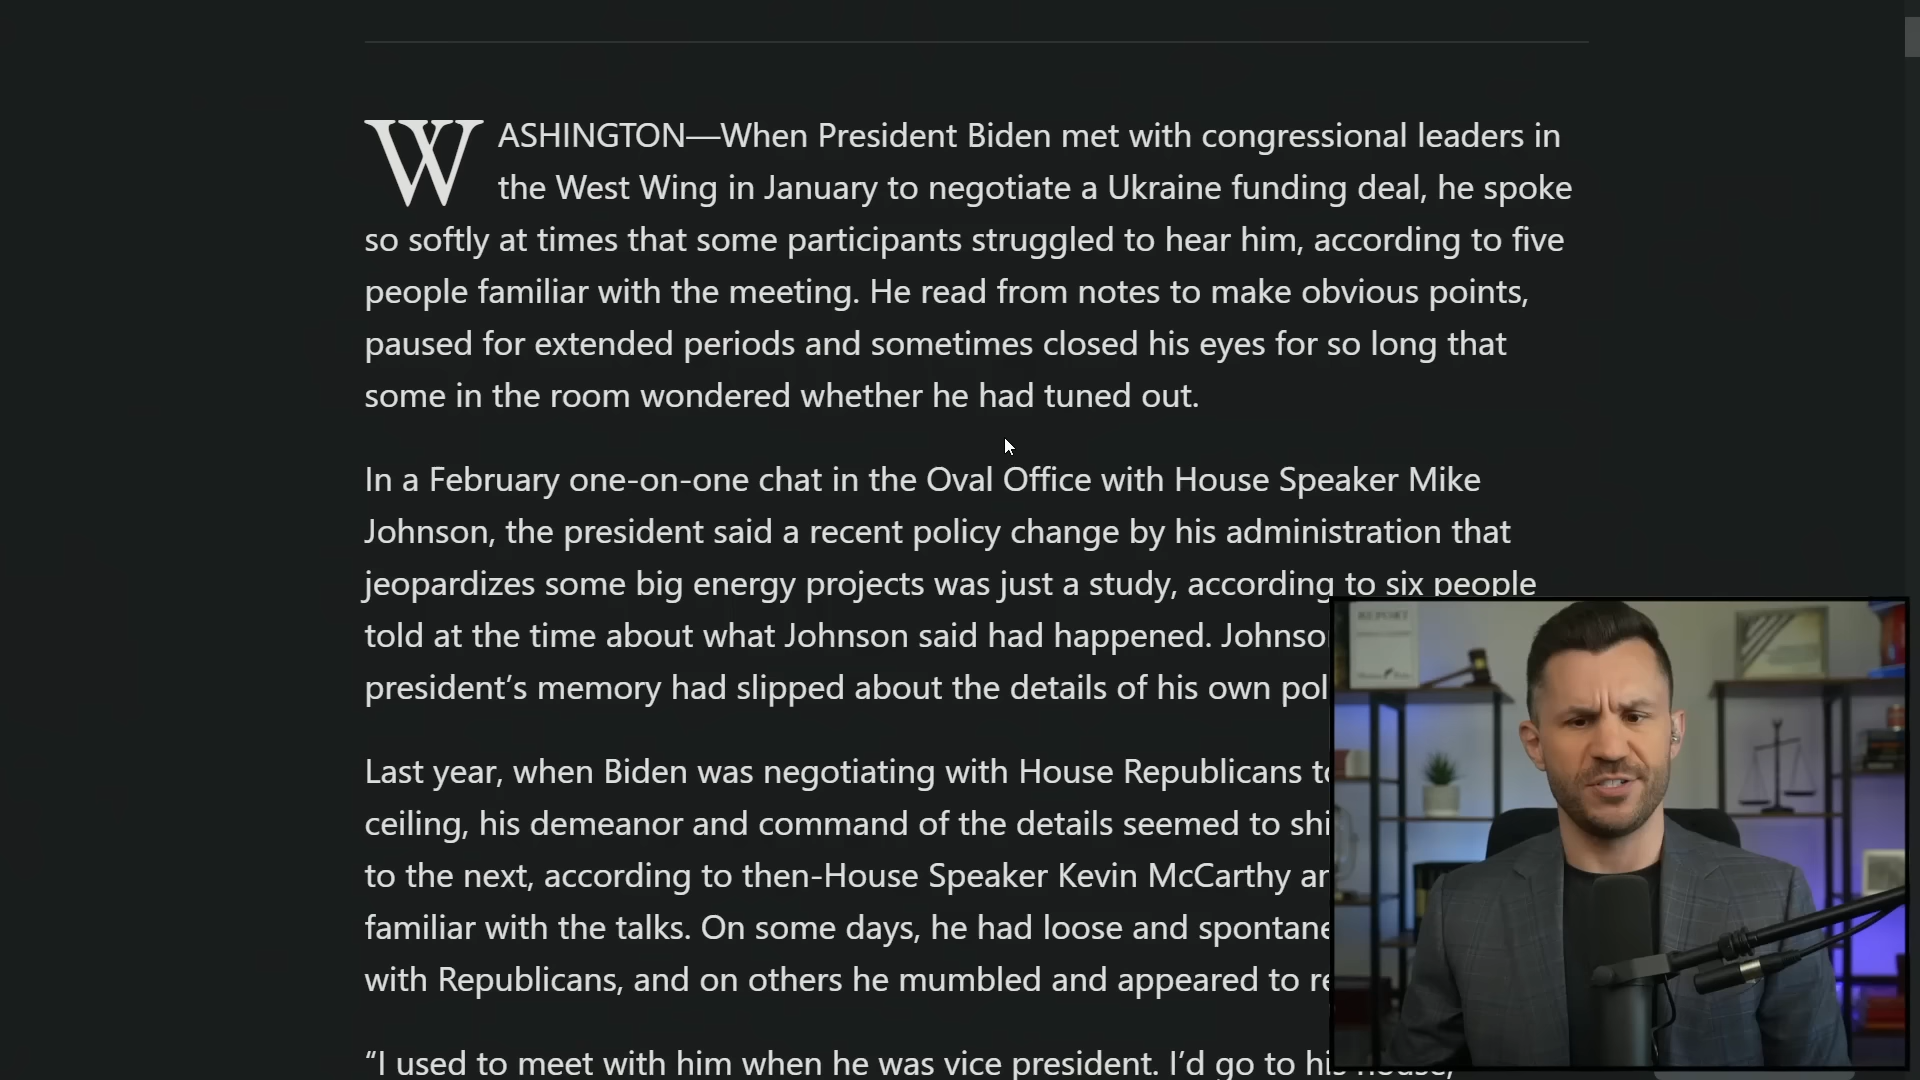 WASHINGTON—When President Biden met with congressional leaders in
the West Wing in January to negotiate a Ukraine funding deal, he spoke
so softly at times that some participants struggled to hear him, according to five
people familiar with the meeting. He read from notes to make obvious points,
paused for extended periods and sometimes closed his eyes for so long that
some in the room wondered whether he had tuned out.
In a February one-on-one chat in the Oval Office with House Speaker Mike
Johnson, the president said a recent policy change by his administration that
jeopardizes some big energy projects was just a study, according to six people
told at the time about what Johnson said had happened.
president’s memory had slipped about the details of his own
Last year, when Biden was negotiating with House Republicans
ceiling, his demeanor and command of the details seemed to
to the next, according to then-House Speaker Kevin McCarthy
familiar with the talks. On some days, he had loose and
with Republicans, and on others he mumbled and appeared to
“I used to meet with him when he was vice president. I’d go to his house,
REPORT